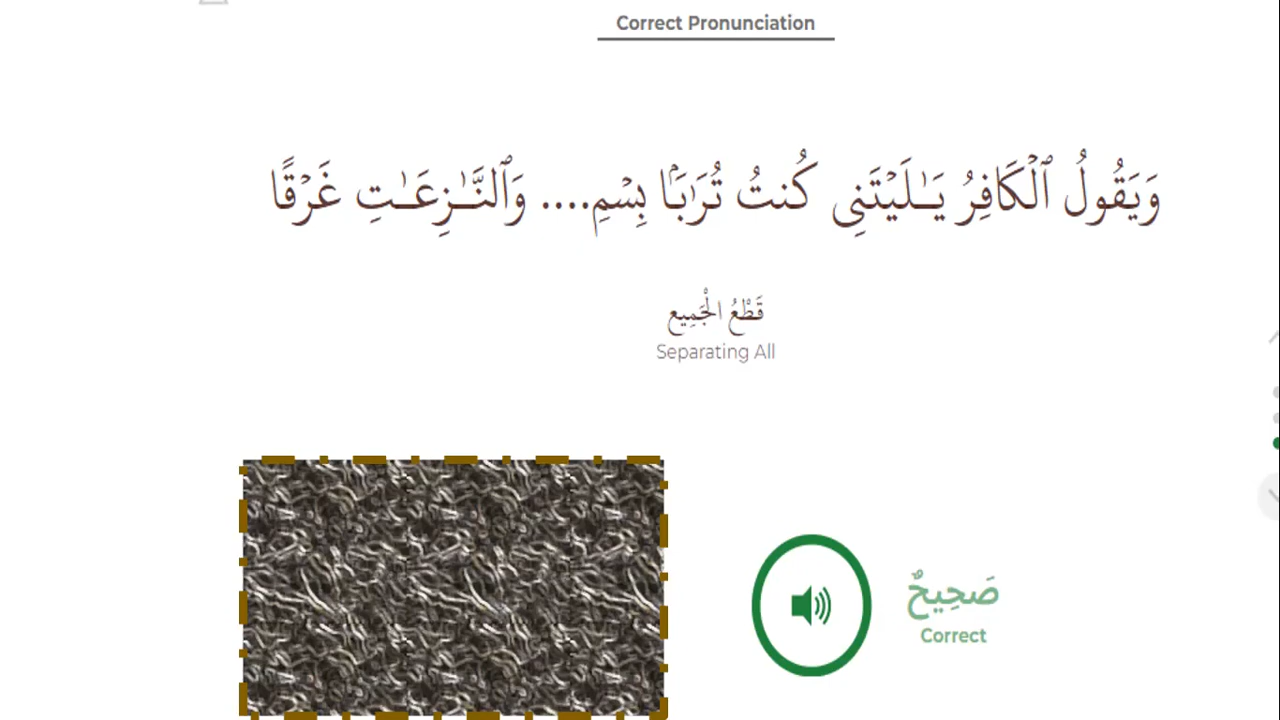 Correct Pronunciation
وَيَقُولُ ٱلْكَافِرُ يَـٰلَيْتَنِى كُنتُ تُرَٰبَۢا بِسْمِ.... وَٱلنَّـٰزِعَـٰتِ غَرْقًا
قَطْعُ الْجَمِيع
Separating All
صَحِيحٌ
Correct